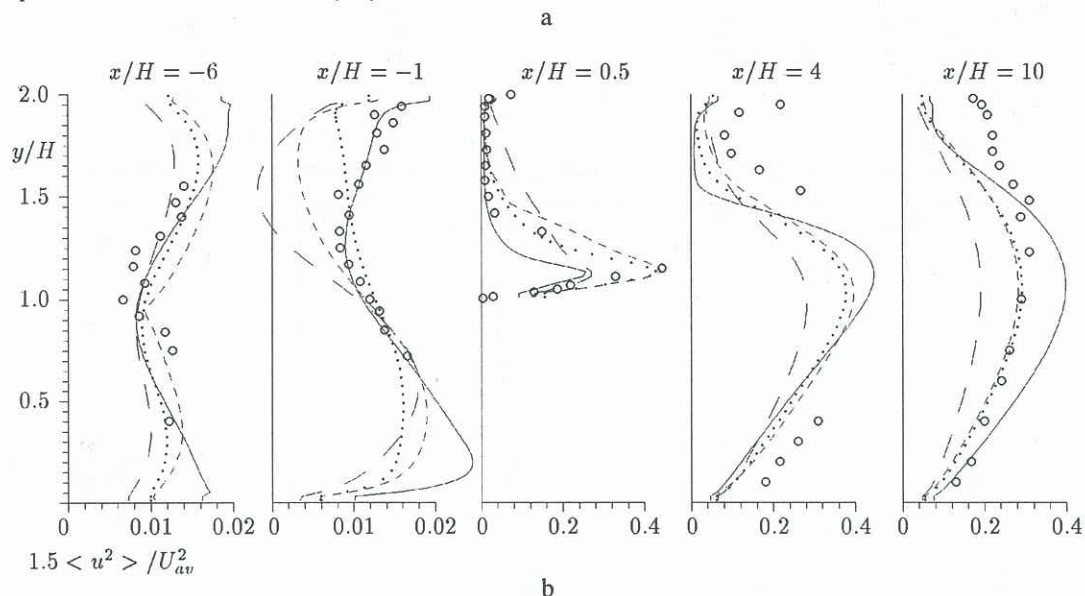 a
x/H = −6 x/H = −1 x/H = 0.5 x/H = 4 x/H = 10
2.0
y/H
1.5
1.0
0.5
0 0.01 0.02 0 0.01 0.02 0 0.2 0.4 0 0.2 0.4 0 0.2 0.4
1.5 < u² > /U²av
b